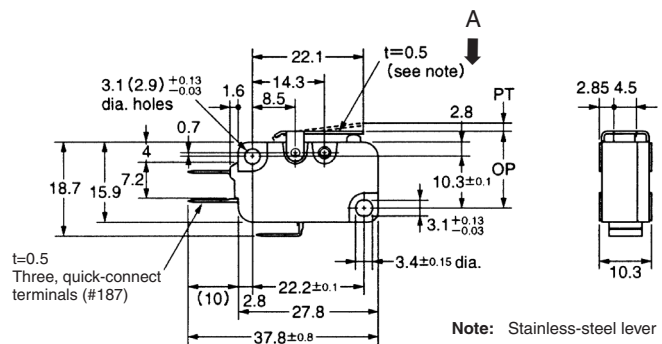 A
22.1
t=0.5
(see note)
3.1 (2.9) +0.13 -0.03
dia. holes
1.6
14.3
8.5
PT
2.85 4.5
2.8
0.7
4
OP
10.3±0.1
18.7
15.9
7.2
3.1 +0.13 -0.03
t=0.5
Three, quick-connect
terminals (#187)
3.4±0.15 dia.
10.3
(10)
2.8
22.2±0.1
27.8
37.8±0.8
Note: Stainless-steel lever